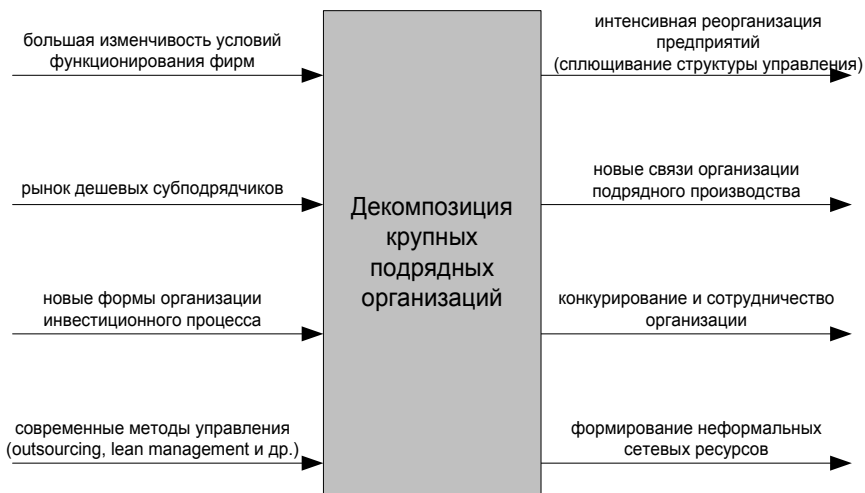 большая изменчивость условий
функционирования фирм
рынок дешевых субподрядчиков
новые формы организации
инвестиционного процесса
современные методы управления
(outsourcing, lean management и др.)
Декомпозиция
крупных
подрядных
организаций
интенсивная реорганизация
предприятий
(сплющивание структуры управления)
новые связи организации
подрядного производства
конкурирование и сотрудничество
организации
формирование неформальных
сетевых ресурсов